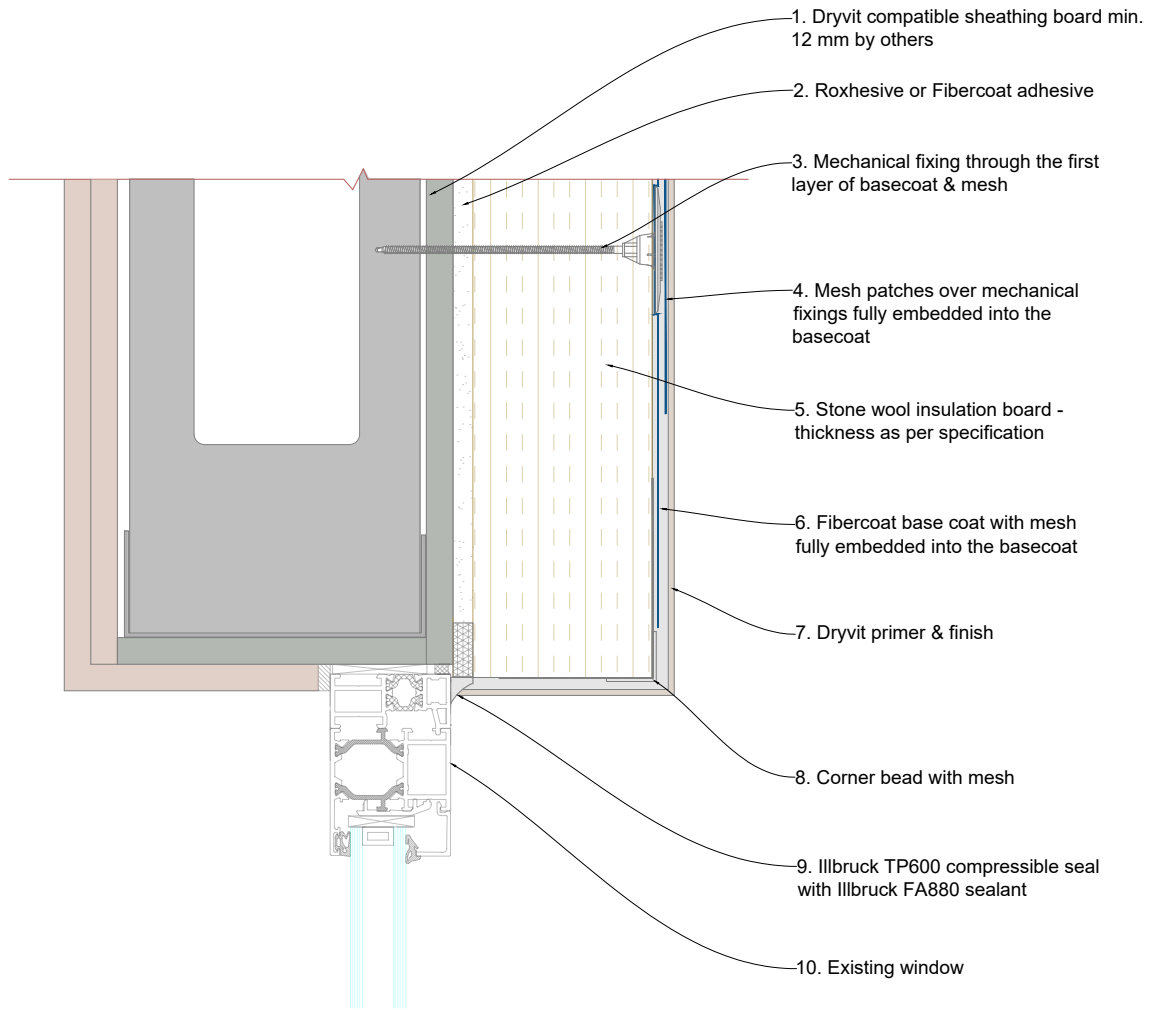 1. Dryvit compatible sheathing board min.
12 mm by others
2. Roxhesive or Fibercoat adhesive
3. Mechanical fixing through the first
layer of basecoat & mesh
4. Mesh patches over mechanical
fixings fully embedded into the
basecoat
5. Stone wool insulation board -
thickness as per specification
6. Fibercoat base coat with mesh
fully embedded into the basecoat
7. Dryvit primer & finish
8. Corner bead with mesh
9. Illbruck TP600 compressible seal
with Illbruck FA880 sealant
10. Existing window